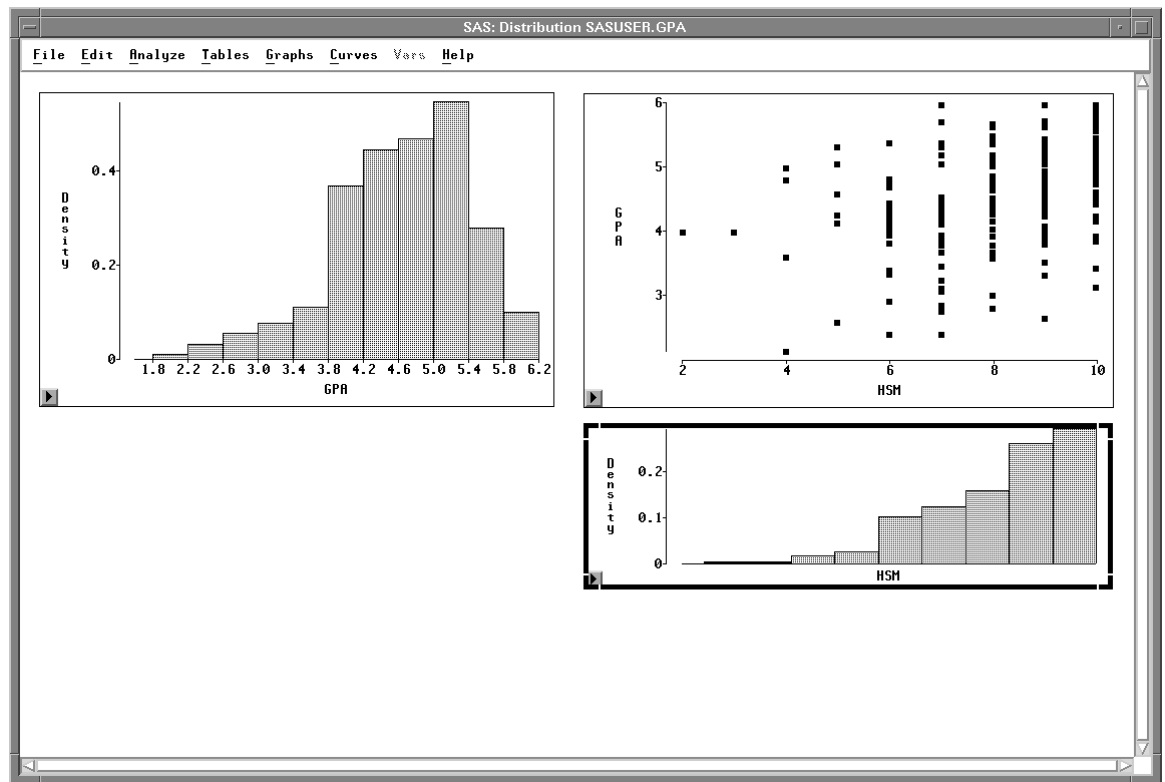 SAS: Distribution SASUSER.GPA
File Edit Analyze Tables Graphs Curves Vars Help
Density
0.4
0.2
0
1.8 2.2 2.6 3.0 3.4 3.8 4.2 4.6 5.0 5.4 5.8 6.2
GPA
GPA
6
5
4
3
2 4 6 8 10
HSM
Density
0.2
0.1
0
HSM